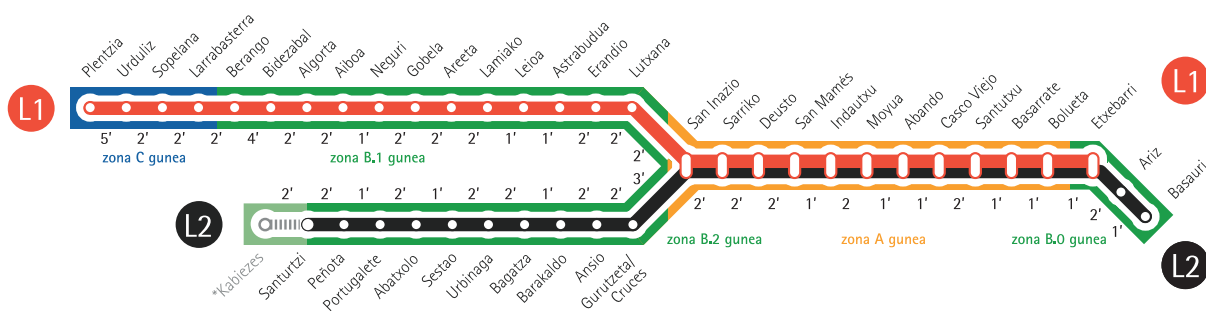 Plentzia
Urduliz
Sopelana
Larrabasterra
Berango
Bidezabal
Algorta
Aiboa
Neguri
Gobela
Areeta
Lamiako
Leioa
Astrabudua
Erandio
Lutxana
San Inazio
Sarriko
Deusto
San Mamés
Indautxu
Moyua
Abando
Casco Viejo
Santutxu
Basarrate
Bolueta
Etxebarri
Ariz
Basauri
L1
L1
5' 2' 2' 2' 4' 2' 2' 1' 2' 2' 2' 1' 1' 2' 2'
zona C gunea
zona B.1 gunea
2'
3'
2' 2' 1' 2' 2' 2' 2' 1' 2' 2'
L2
2' 2' 2' 1' 2 1' 2' 2' 1' 1' 1' 2' 1'
zona B.2 gunea
zona A gunea
zona B.0 gunea
L2
*Kabiezes
Santurtzi
Peñota
Portugalete
Abatxolo
Sestao
Urbinaga
Bagatza
Barakaldo
Ansio
Gurutzeta/
Cruces